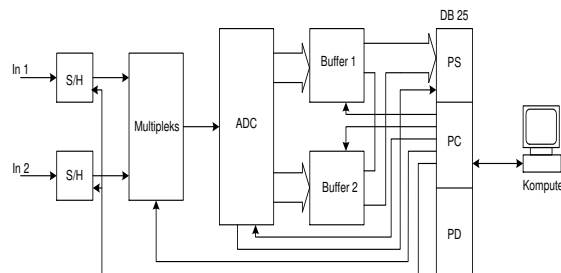 DB 25
In 1
S/H
Multipleks
ADC
Buffer 1
PS
In 2
S/H
Buffer 2
PC
Kompute
PD